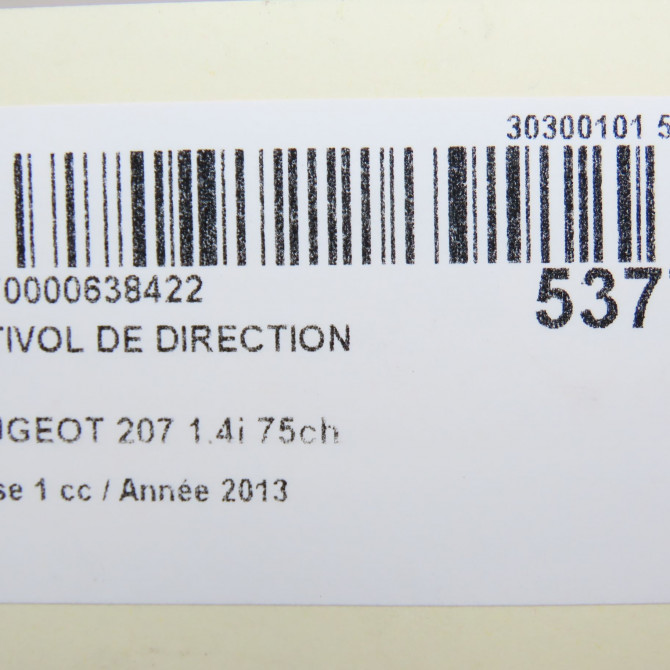 30300101 5
0000638422
537
TIVOL DE DIRECTION
UGEOT 207 1.4i 75ch
se 1 cc / Année 2013